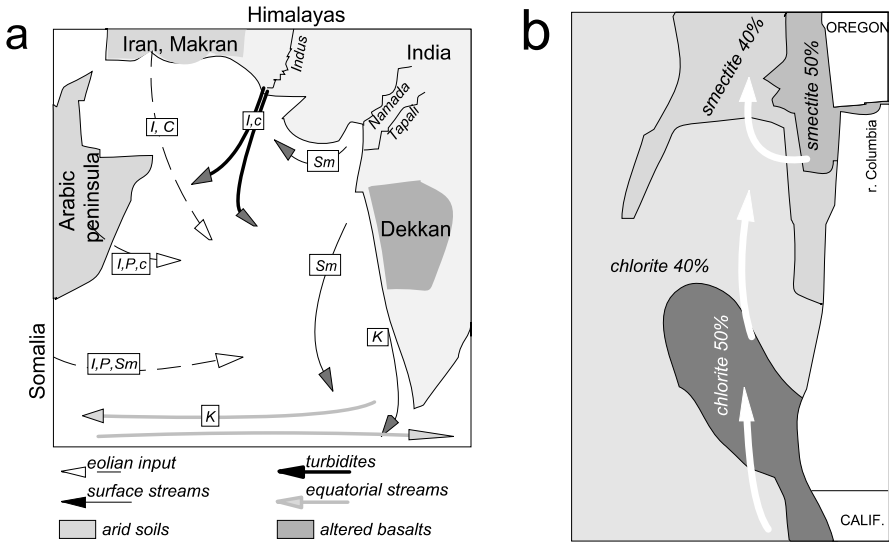 a
Himalayas
Iran, Makran
Indus
India
I, C
I,c
Namada
Tapali
Sm
Arabic
peninsula
Dekkan
I,P,c
Sm
Somalia
I,P,Sm
K
K
eolian input
turbidites
surface streams
equatorial streams
arid soils
altered basalts
b
OREGON
smectite 40%
smectite 50%
r. Columbia
chlorite 40%
chlorite 50%
CALIF.